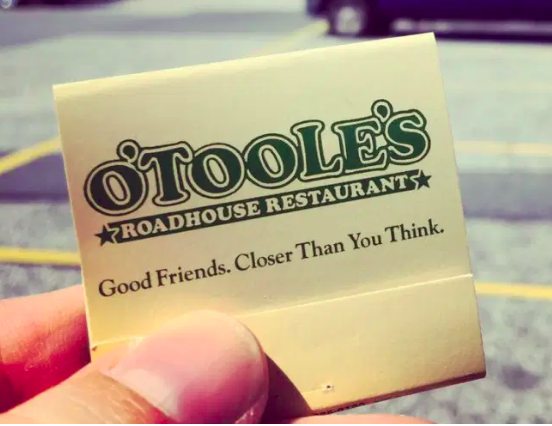 O'TOOLE'S
ROADHOUSE RESTAURANT
Good Friends. Closer Than You Think.